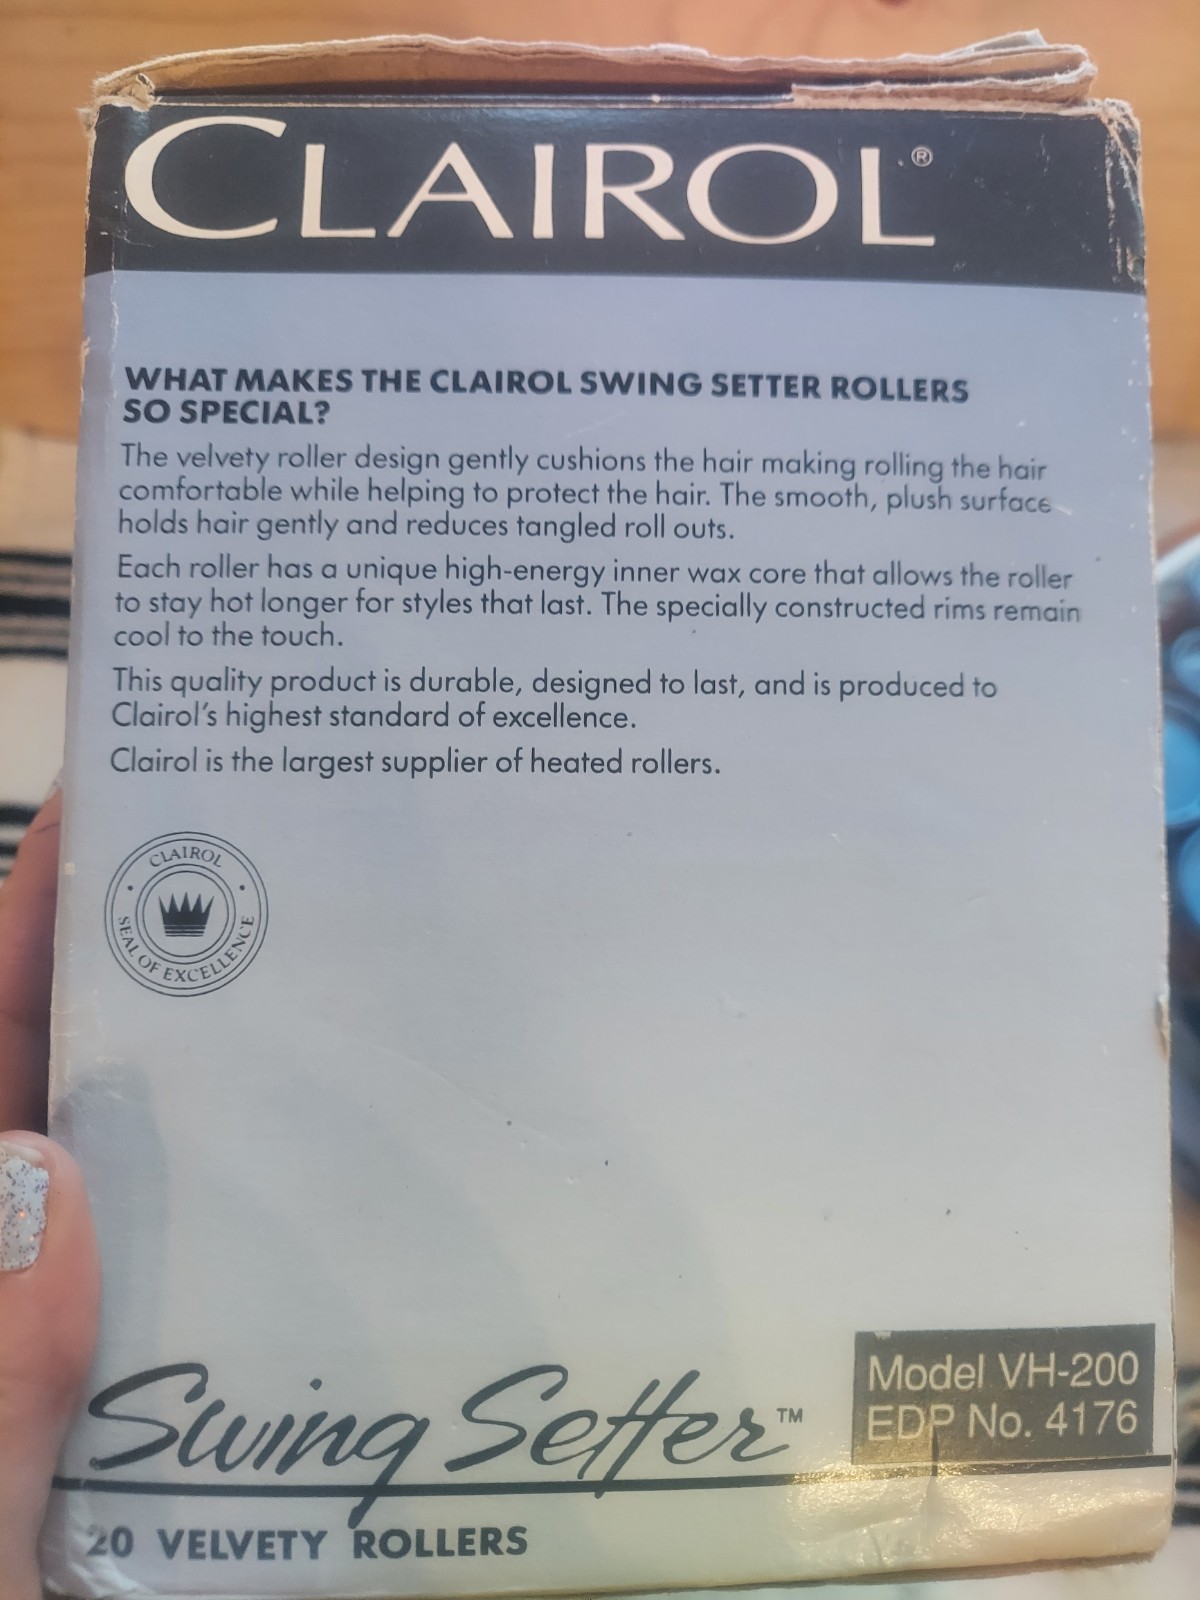 CLAIROL®
WHAT MAKES THE CLAIROL SWING SETTER ROLLERS
SO SPECIAL?
The velvety roller design gently cushions the hair making rolling the hair
comfortable while helping to protect the hair. The smooth, plush surface
holds hair gently and reduces tangled roll outs.
Each roller has a unique high-energy inner wax core that allows the roller
to stay hot longer for styles that last. The specially constructed rims remain
cool to the touch.
This quality product is durable, designed to last, and is produced to
Clairol's highest standard of excellence.
Clairol is the largest supplier of heated rollers.
CLAIROL
SEAL OF EXCELLENCE
Swing Setter™
Model VH-200
EDP No. 4176
20 VELVETY ROLLERS